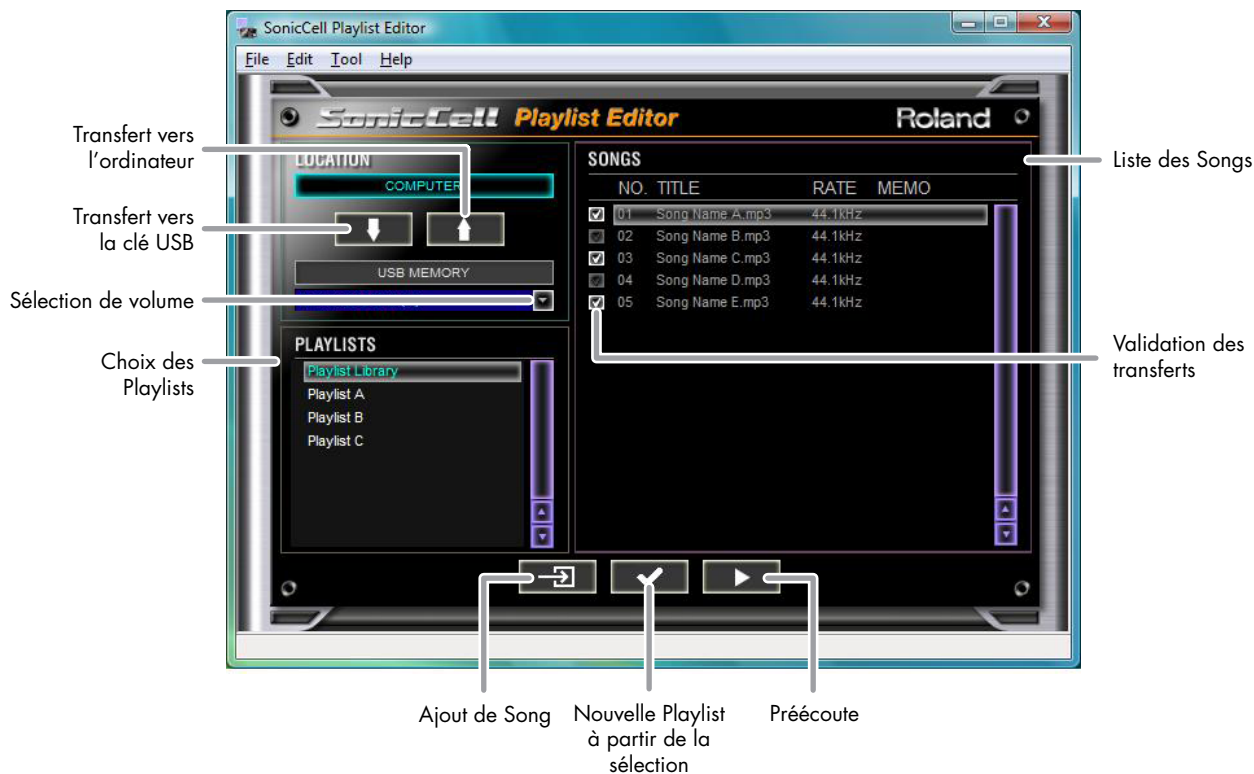 SonicCell Playlist Editor
File Edit Tool Help
SonicCell Playlist Editor
Roland
Transfert vers
l'ordinateur
LOCATION
COMPUTER
Transfert vers
la clé USB
USB MEMORY
Sélection de volume
PLAYLISTS
Choix des
Playlists
Playlist Library
Playlist A
Playlist B
Playlist C
SONGS
NO. TITLE RATE MEMO
01 Song Name A.mp3 44.1kHz
02 Song Name B.mp3 44.1kHz
03 Song Name C.mp3 44.1kHz
04 Song Name D.mp3 44.1kHz
05 Song Name E.mp3 44.1kHz
Liste des Songs
Validation des
transferts
Ajout de Song
Nouvelle Playlist
à partir de la
sélection
Préécoute